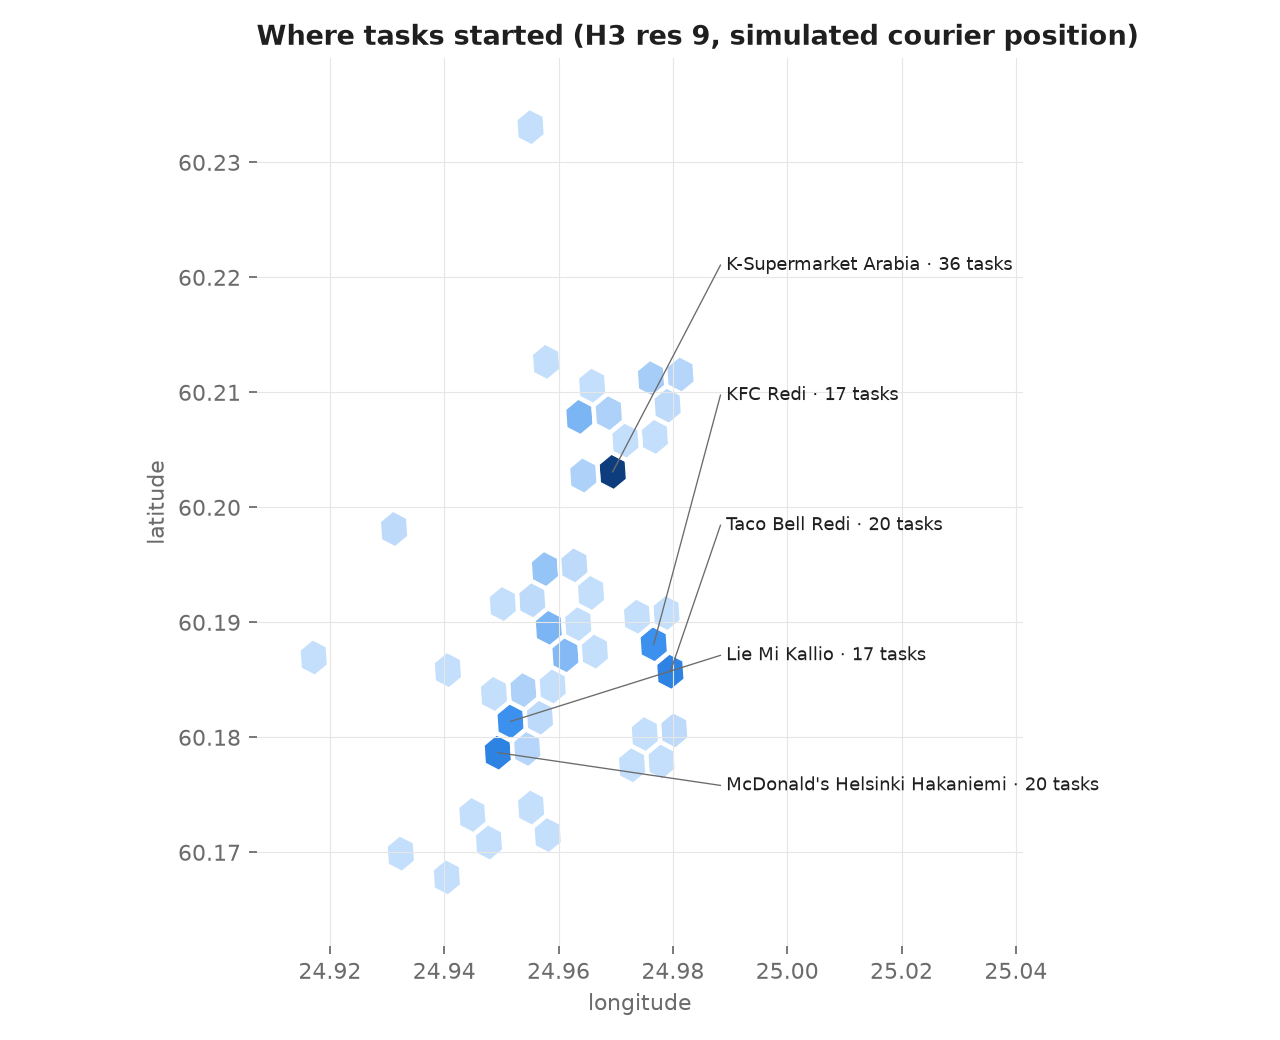 Where tasks started (H3 res 9, simulated courier position)
60.23
K-Supermarket Arabia · 36 tasks
60.22
60.21
KFC Redi · 17 tasks
latitude
60.20
Taco Bell Redi · 20 tasks
60.19
Lie Mi Kallio · 17 tasks
60.18
McDonald's Helsinki Hakaniemi · 20 tasks
60.17
24.92 24.94 24.96 24.98 25.00 25.02 25.04
longitude